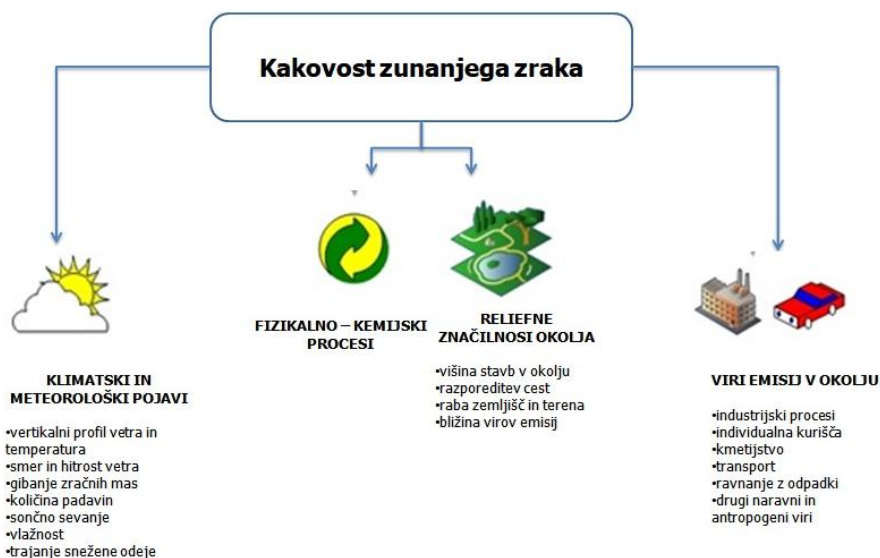 Kakovost zunanjega zraka
KLIMATSKI IN
METEOROLOŠKI POJAVI
•vertikalni profil vetra in
temperatura
•smer in hitrost vetra
•gibanje zračnih mas
•količina padavin
•sončno sevanje
•vlažnost
•trajanje snežene odeje
FIZIKALNO – KEMIJSKI
PROCESI
RELIEFNE
ZNAČILNOSI OKOLJA
•višina stavb v okolju
•razporeditev cest
•raba zemljišč in terena
•bližina virov emisij
VIRI EMISIJ V OKOLJU
•industrijski procesi
•individualna kurišča
•kmetijstvo
•transport
•ravnanje z odpadki
•drugi naravni in
antropogeni viri